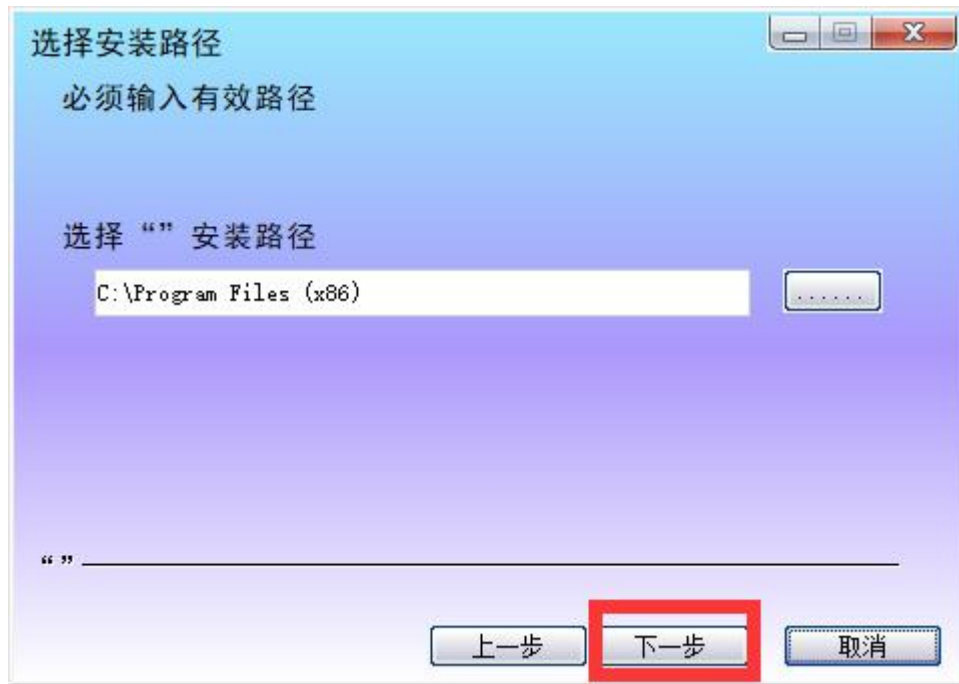 选择安装路径
必须输入有效路径
选择“”安装路径
C:\Program Files (x86)
......
“”
上一步
下一步
取消